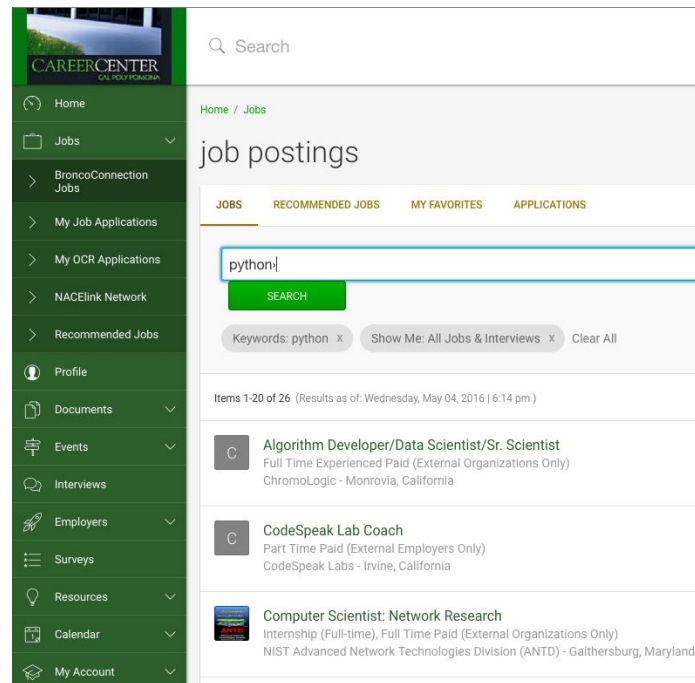 CAREERCENTER
CAL POLY POMONA
Search
Home
Jobs
BroncoConnection
Jobs
My Job Applications
My OCR Applications
NACElink Network
Recommended Jobs
Profile
Documents
Events
Interviews
Employers
Surveys
Resources
Calendar
My Account
Home / Jobs
job postings
JOBS RECOMMENDED JOBS MY FAVORITES APPLICATIONS
python›
SEARCH
Keywords: python x Show Me: All Jobs & Interviews x Clear All
Items 1-20 of 26 (Results as of: Wednesday, May 04, 2016 | 6:14 pm )
C
Algorithm Developer/Data Scientist/Sr. Scientist
Full Time Experienced Paid (External Organizations Only)
ChromoLogic - Monrovia, California
C
CodeSpeak Lab Coach
Part Time Paid (External Employers Only)
CodeSpeak Labs - Irvine, California
ANTD
Computer Scientist: Network Research
Internship (Full-time), Full Time Paid (External Organizations Only)
NIST Advanced Network Technologies Division (ANTD) - Gaithersburg, Maryland